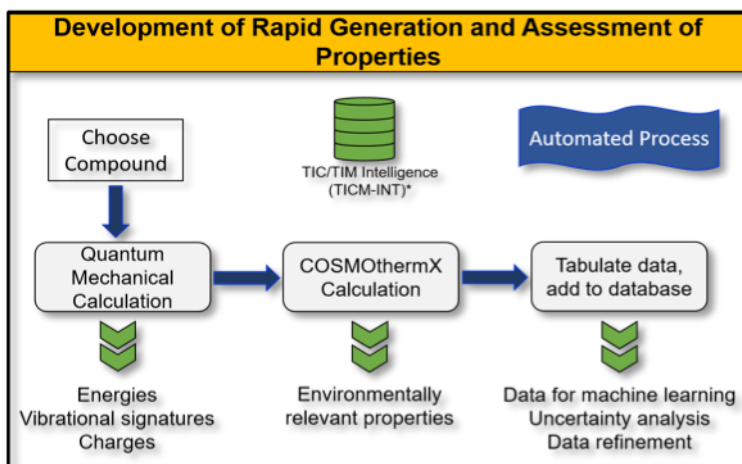 Development of Rapid Generation and Assessment of
Properties
Choose
Compound
TIC/TIM Intelligence
(TICM-INT)*
Automated Process
Quantum
Mechanical
Calculation
COSMOthermX
Calculation
Tabulate data,
add to database
Energies
Vibrational signatures
Charges
Environmentally
relevant properties
Data for machine learning
Uncertainty analysis
Data refinement